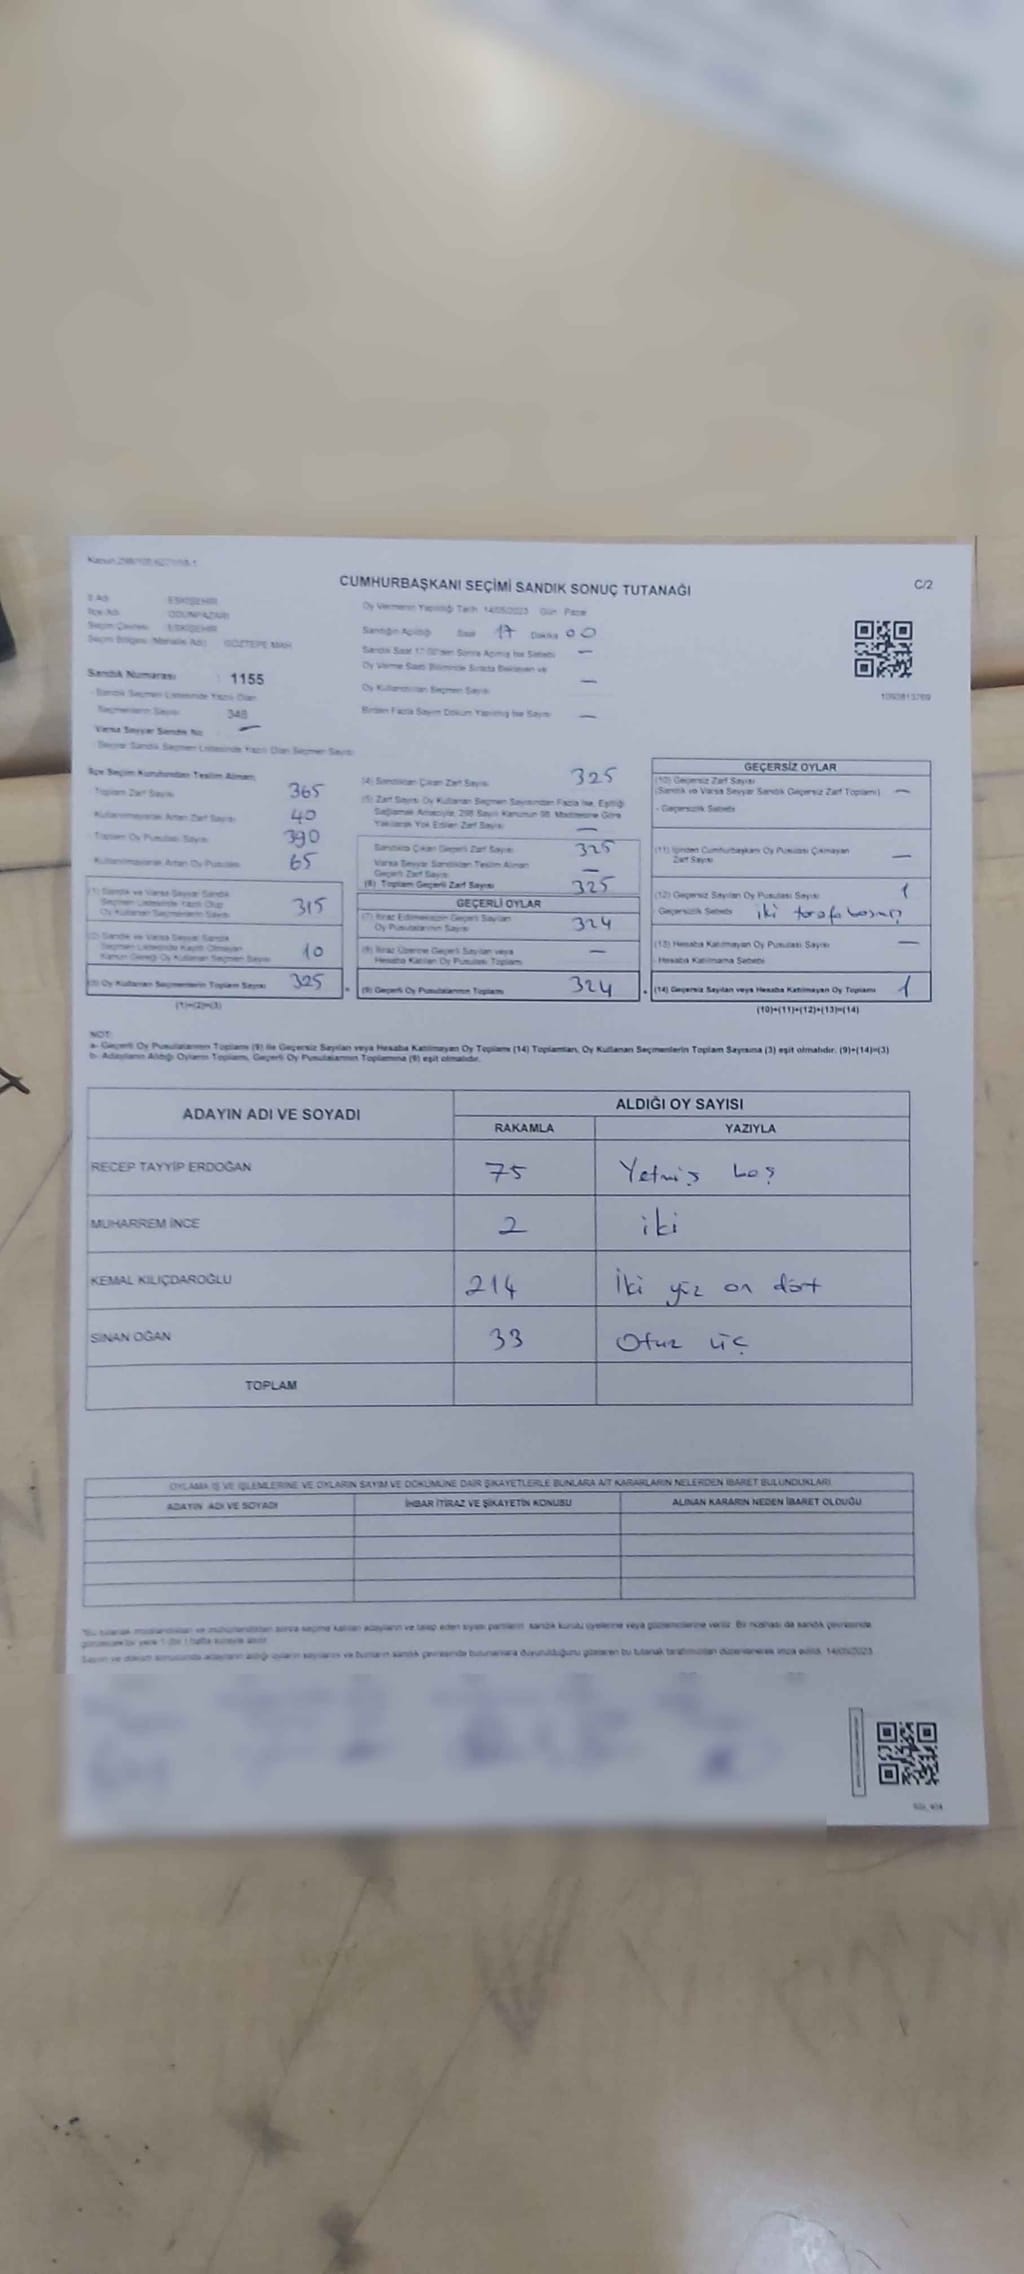 CUMHURBAŞKANI SEÇİMİ SANDIK SONUÇ TUTANAĞI
C/2
İl Adı : ESKİŞEHİR
İlçe Adı : ODUNPAZARI
Seçim Çevresi : ESKİŞEHİR
Seçim Bölgesi (Mahalle Adı) : GÖZTEPE MAH
Oy Vermenin Yapıldığı Tarih 14/05/2023 Gün Pazar
Sandığın Açıldığı Saat 17 Dakika 00
Sandık Saat 17:00'den Sonra Açılmış İse Sebebi —
Oy Verme Saati Bitiminde Sırada Bekleyen ve
Oy Kullandırılan Seçmen Sayısı —
Birden Fazla Sayım Döküm Yapılmış İse Sayısı —
Sandık Numarası : 1155
- Sandık Seçmen Listesinde Yazılı Olan
Seçmenlerin Sayısı : 348
Varsa Seyyar Sandık No : —
- Seyyar Sandık Seçmen Listesinde Yazılı Olan Seçmen Sayısı
İlçe Seçim Kurulundan Teslim Alınan
- Toplam Zarf Sayısı 365
- Kullanılmayarak Artan Zarf Sayısı 40
- Toplam Oy Pusulası Sayısı 390
- Kullanılmayarak Artan Oy Pusulası 65
(1) Sandık ve Varsa Seyyar Sandık
Seçmen Listesinde Yazılı Olup
Oy Kullanan Seçmenlerin Sayısı 315
(2) Sandık ve Varsa Seyyar Sandık
Seçmen Listesinde Kayıtlı Olmayan
Kanun Gereği Oy Kullanan Seçmen Sayısı 10
(3) Oy Kullanan Seçmenlerin Toplam Sayısı 325
(1)+(2)=(3)
(4) Sandıktan Çıkan Zarf Sayısı 325
(5) Zarf Sayısı Oy Kullanan Seçmen Sayısından Fazla İse, Eşitliği
Sağlamak Amacıyla, 298 Sayılı Kanunun 98. Maddesine Göre
Yakılarak Yok Edilen Zarf Sayısı —
Sandıkta Çıkan Geçerli Zarf Sayısı 325
Varsa Seyyar Sandıktan Teslim Alınan
Geçerli Zarf Sayısı —
(6) Toplam Geçerli Zarf Sayısı 325
GEÇERLİ OYLAR
(7) İtiraz Edilmeksizin Geçerli Sayılan
Oy Pusulalarının Sayısı 324
(8) İtiraz Üzerine Geçerli Sayılan veya
Hesaba Katılan Oy Pusulası Toplamı —
(9) Geçerli Oy Pusulalarının Toplamı 324
GEÇERSİZ OYLAR
(10) Geçersiz Zarf Sayısı
(Sandık ve Varsa Seyyar Sandık Geçersiz Zarf Toplamı) —
- Geçersizlik Sebebi
(11) İçinden Cumhurbaşkanı Oy Pusulası Çıkmayan
Zarf Sayısı —
(12) Geçersiz Sayılan Oy Pusulası Sayısı 1
Geçersizlik Sebebi iki tarafa
(13) Hesaba Katılmayan Oy Pusulası Sayısı —
- Hesaba Katılmama Sebebi
(14) Geçersiz Sayılan veya Hesaba Katılmayan Oy Toplamı 1
(10)+(11)+(12)+(13)=(14)
NOT:
a- Geçerli Oy Pusulalarının Toplamı (9) ile Geçersiz Sayılan veya Hesaba Katılmayan Oy Toplamı (14) Toplamları, Oy Kullanan Seçmenlerin Toplam Sayısına (3) eşit olmalıdır. (9)+(14)=(3)
b- Adayların Aldığı Oyların Toplamı, Geçerli Oy Pusulalarının Toplamına (9) eşit olmalıdır.
ADAYIN ADI VE SOYADI ALDIĞI OY SAYISI
RAKAMLA YAZIYLA
RECEP TAYYİP ERDOĞAN 75 Yetmiş beş
MUHARREM İNCE 2 iki
KEMAL KILIÇDAROĞLU 214 İki yüz on dört
SİNAN OĞAN 33 Otuz üç
TOPLAM
OYLAMA İŞ VE İŞLEMLERİNE VE OYLARIN SAYIM VE DÖKÜMÜNE DAİR ŞİKAYETLERLE BUNLARA AİT KARARLARIN NELERDEN İBARET BULUNDUKLARI
ADAYIN ADI VE SOYADI İHBAR İTİRAZ VE ŞİKAYETİN KONUSU ALINAN KARARIN NEDEN İBARET OLDUĞU